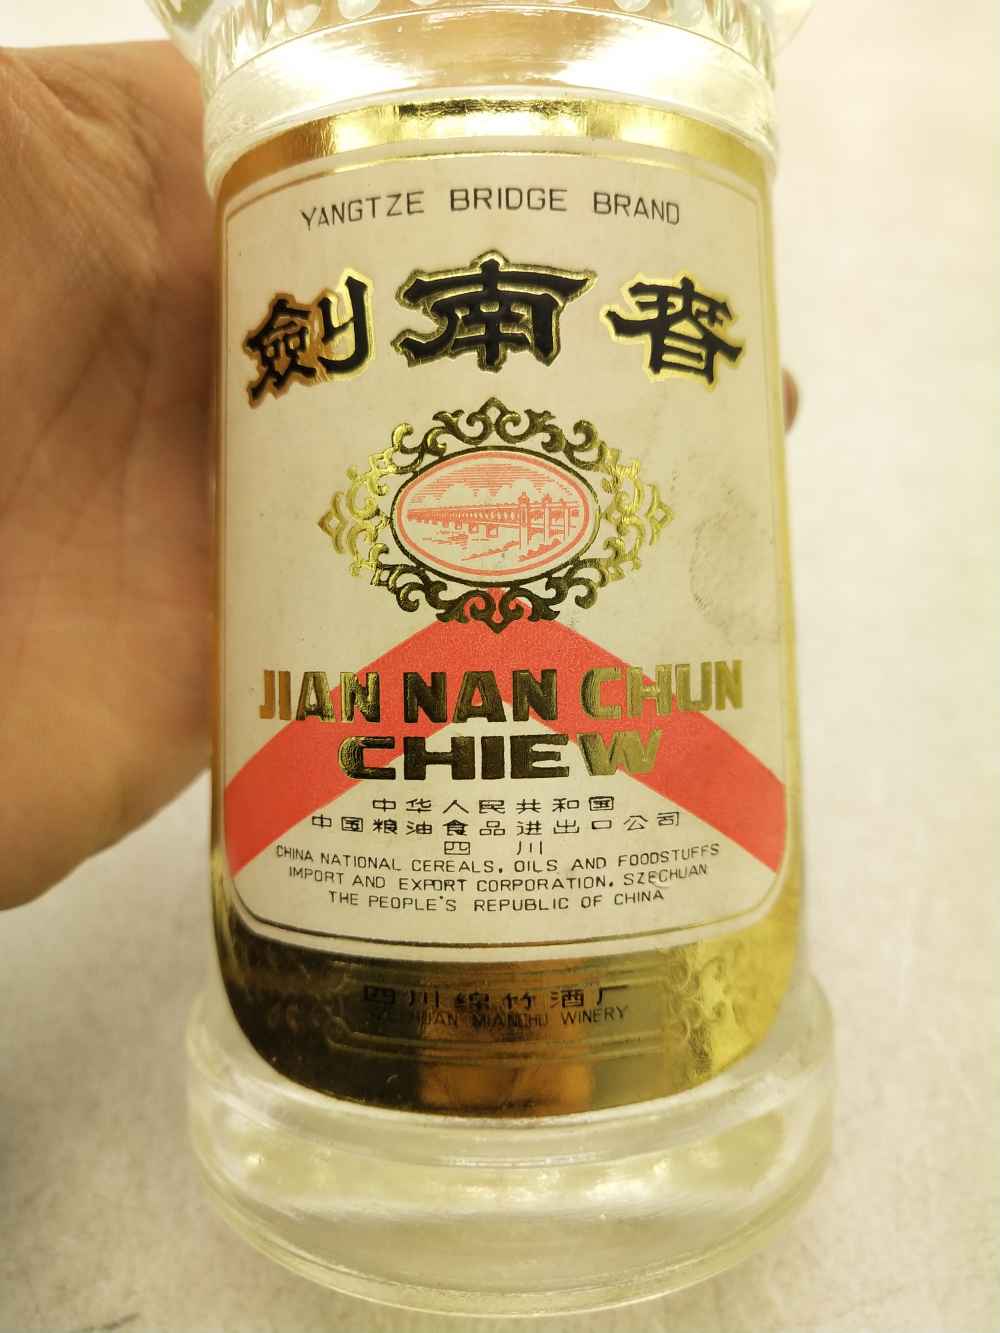 YANGTZE BRIDGE BRAND
劍南春
JIAN NAN CHUN
CHIEW
中华人民共和国
中国粮油食品进出口公司
四川
CHINA NATIONAL CEREALS, OILS AND FOODSTUFFS
IMPORT AND EXPORT CORPORATION. SZECHUAN
THE PEOPLE'S REPUBLIC OF CHINA
四川绵竹酒厂
SZECHUAN MIANCHU WINERY